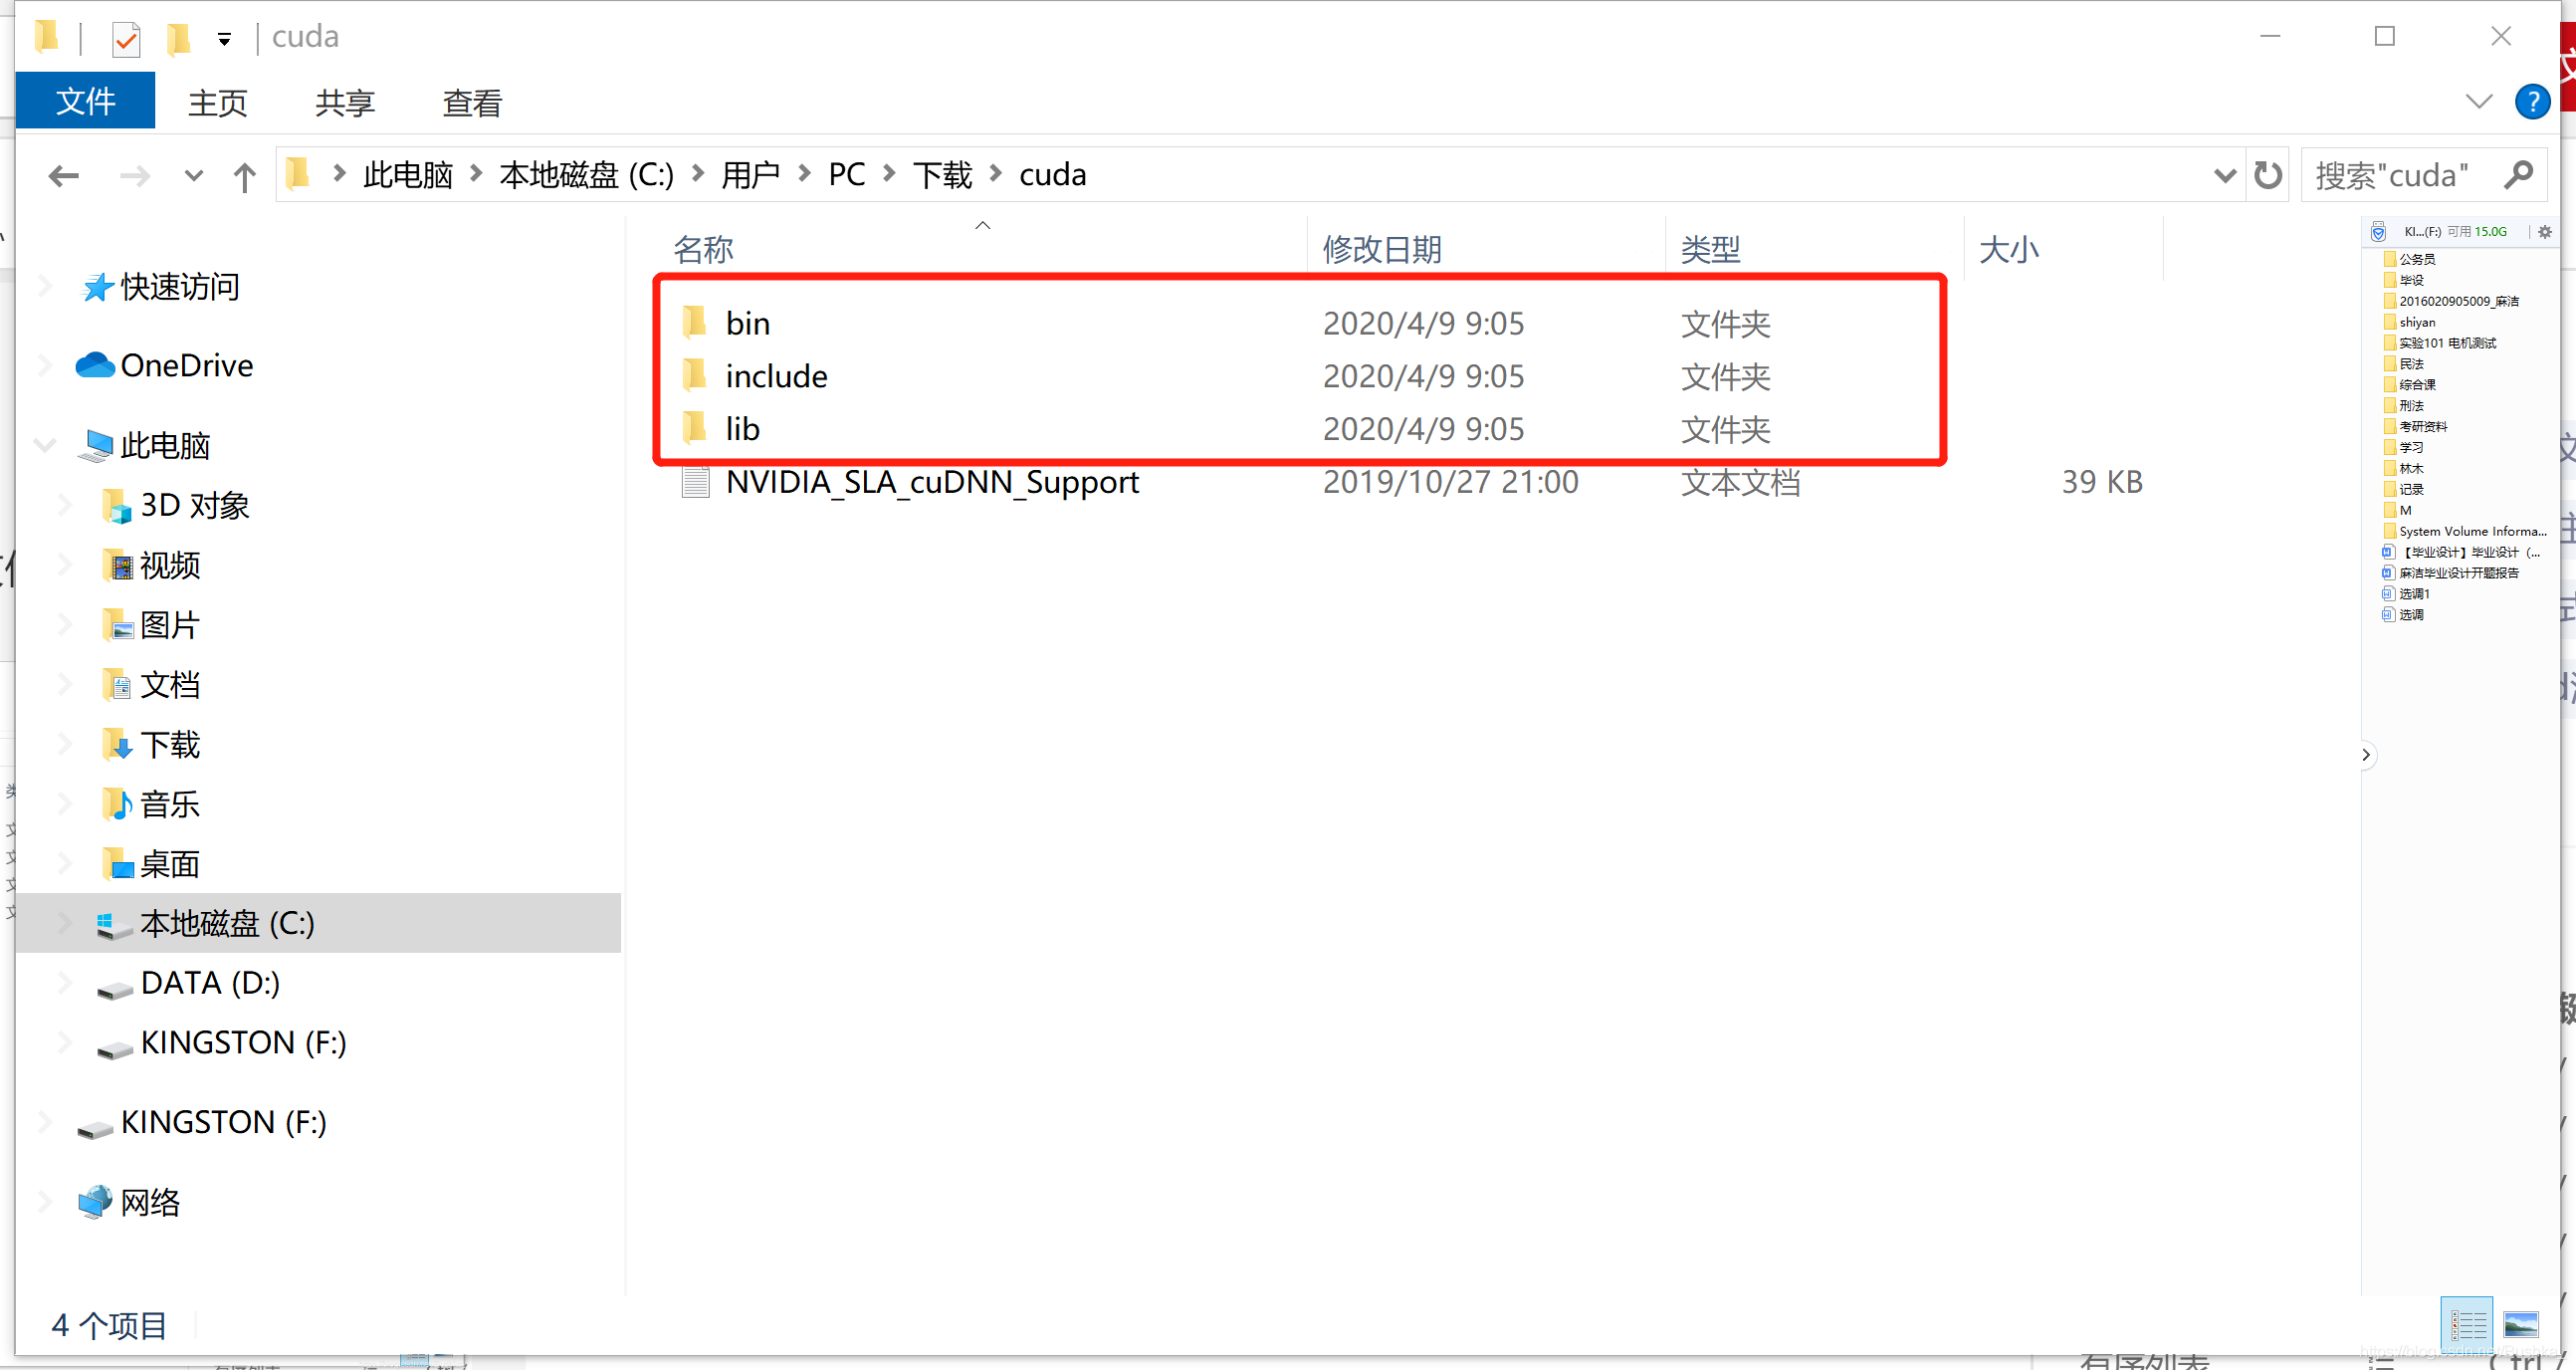 cuda
文件 主页 共享 查看
此电脑 本地磁盘 (C:) 用户 PC 下载 cuda
搜索"cuda"
名称 修改日期 类型 大小
bin 2020/4/9 9:05 文件夹
include 2020/4/9 9:05 文件夹
lib 2020/4/9 9:05 文件夹
NVIDIA_SLA_cuDNN_Support 2019/10/27 21:00 文本文档 39 KB
快速访问
OneDrive
此电脑
3D 对象
视频
图片
文档
下载
音乐
桌面
本地磁盘 (C:)
DATA (D:)
KINGSTON (F:)
KINGSTON (F:)
网络
4 个项目
KI...(F:) 可用 15.0G
公务员
毕设
2016020905009_麻洁
shiyan
实验101 电机测试
民法
综合课
刑法
考研资料
学习
林木
记录
M
System Volume Informa...
【毕业设计】毕业设计（...
麻洁毕业设计开题报告
选调1
选调